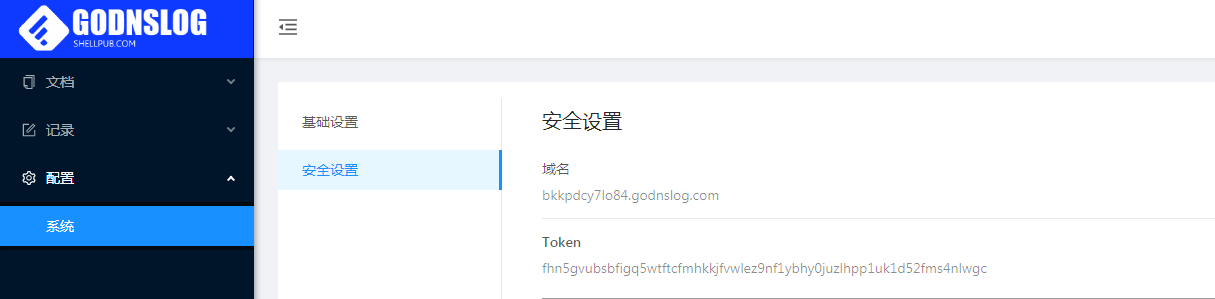 GODNSLOG
SHELLPUB.COM
文档
记录
配置
系统
基础设置
安全设置
安全设置
域名
bkkpdcy7lo84.godnslog.com
Token
fhn5gvubsbfigq5wtftcfmhkkjfvwlez9nf1ybhy0juzlhpp1uk1d52fms4nlwgc